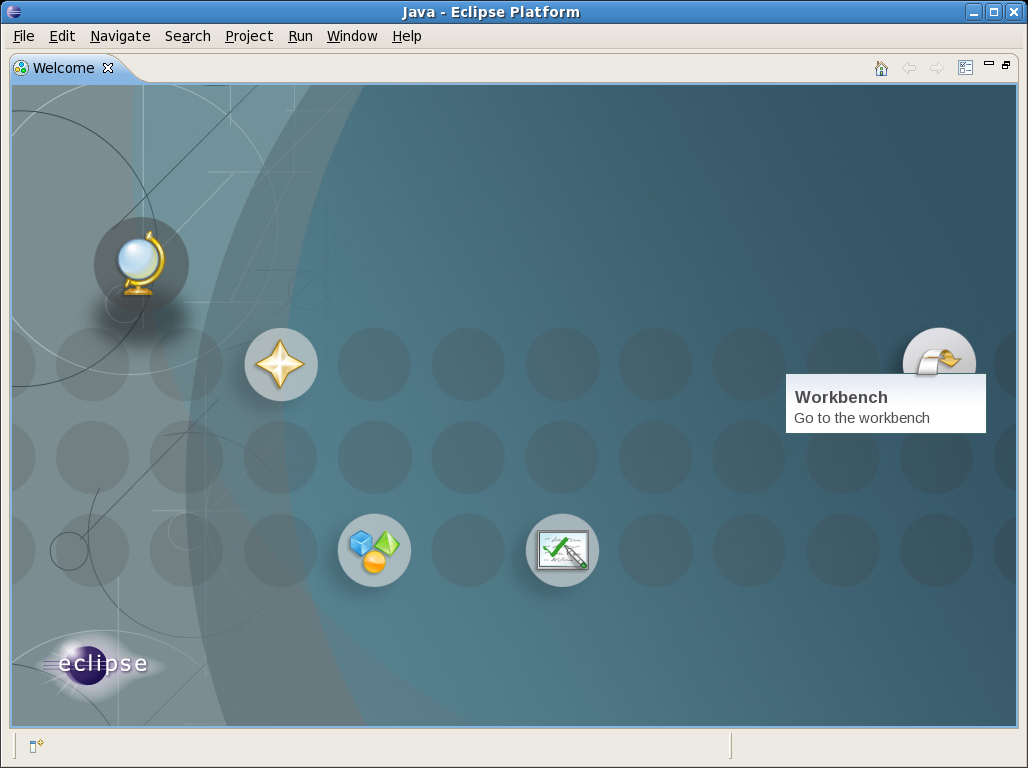 Java - Eclipse Platform
File Edit Navigate Search Project Run Window Help
Welcome
Workbench
Go to the workbench
eclipse